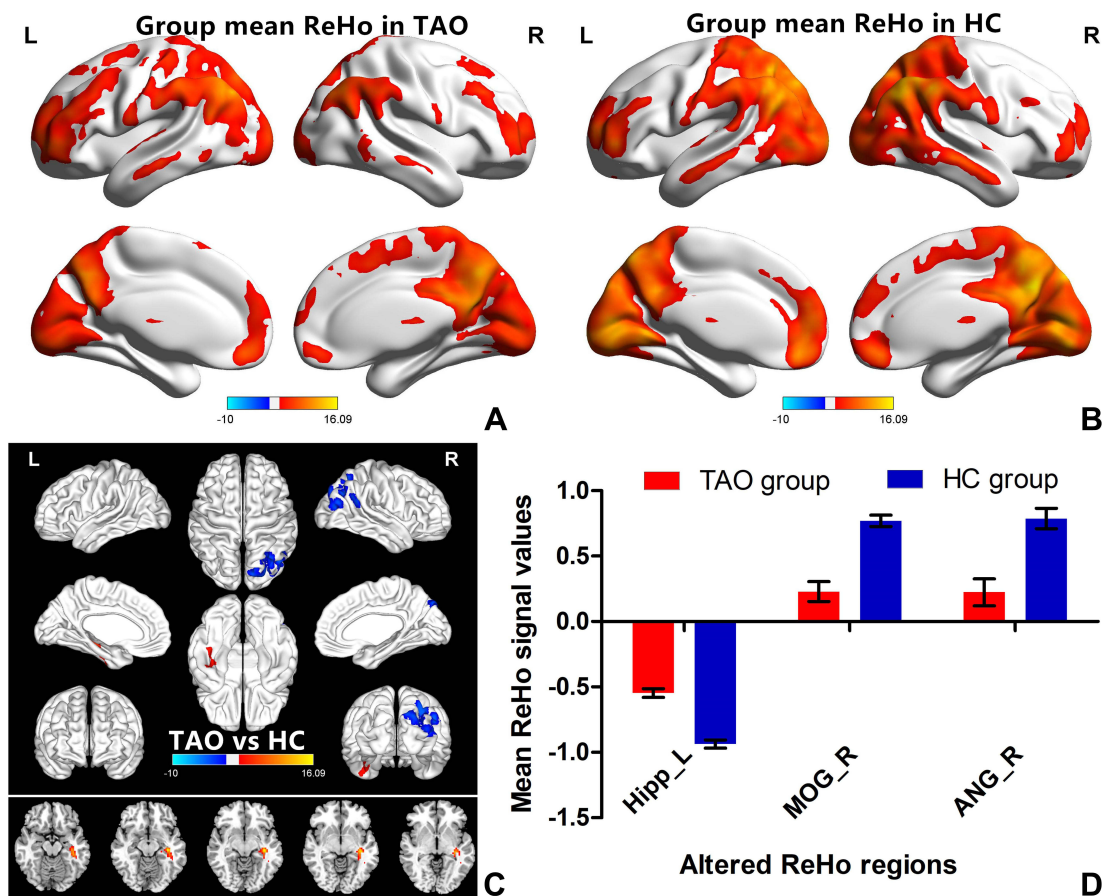 Group mean ReHo in TAO
L
R
-10
16.09
A
Group mean ReHo in HC
L
R
-10
16.09
B
L
R
TAO vs HC
-10
16.09
C
TAO group
HC group
Mean ReHo signal values
1.0
0.5
0.0
-0.5
-1.0
-1.5
Hipp_L
MOG_R
ANG_R
Altered ReHo regions
D